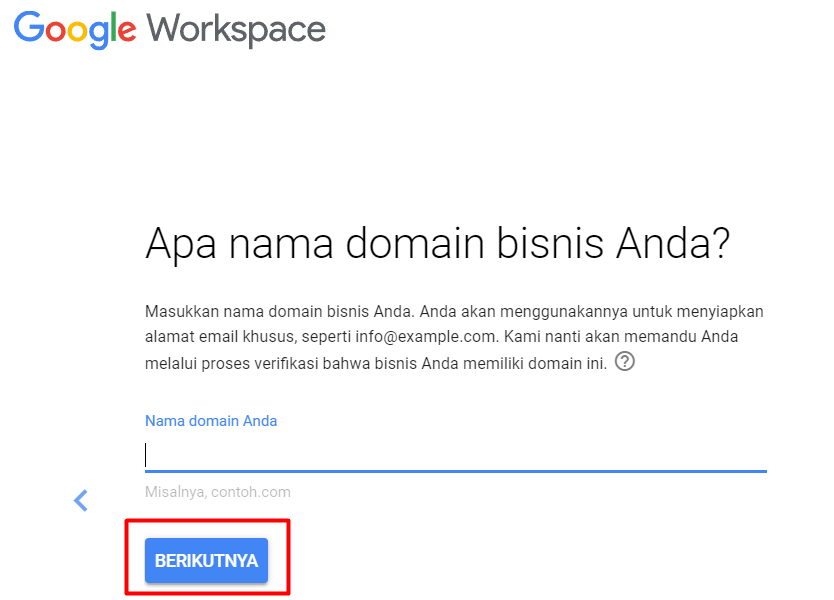 Google Workspace
Apa nama domain bisnis Anda?
Masukkan nama domain bisnis Anda. Anda akan menggunakannya untuk menyiapkan
alamat email khusus, seperti info@example.com. Kami nanti akan memandu Anda
melalui proses verifikasi bahwa bisnis Anda memiliki domain ini. ?
Nama domain Anda
Misalnya, contoh.com
BERIKUTNYA